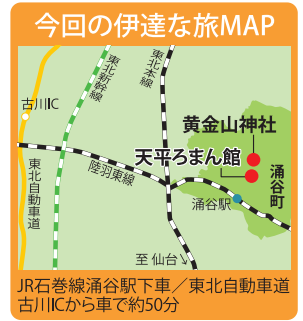 今回の伊達な旅MAP
東北新幹線
東北本線
古川IC
黄金山神社
天平ろまん館
涌谷町
東北自動車道
陸羽東線
涌谷駅
至 仙台
JR石巻線涌谷駅下車／東北自動車道
古川ICから車で約50分